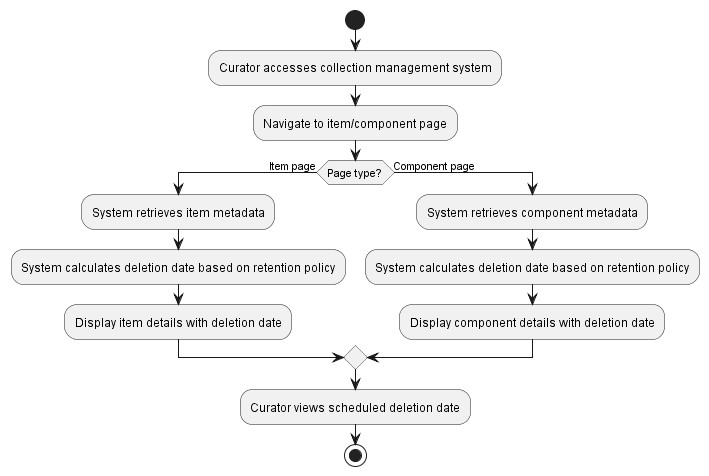 Curator accesses collection management system
Navigate to item/component page
Item page
Page type?
Component page
System retrieves item metadata
System retrieves component metadata
System calculates deletion date based on retention policy
System calculates deletion date based on retention policy
Display item details with deletion date
Display component details with deletion date
Curator views scheduled deletion date